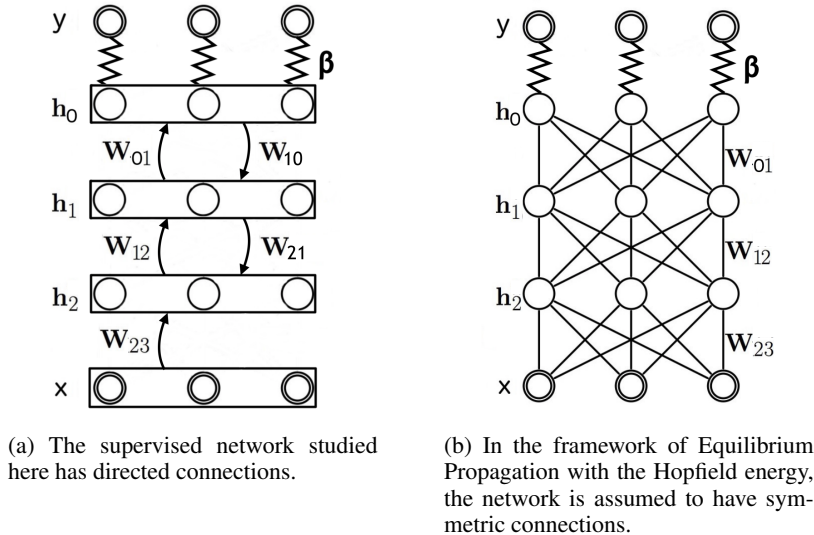 y
β
h₀
W₀₁ W₁₀
h₁
W₁₂ W₂₁
h₂
W₂₃
x
(a) The supervised network studied
here has directed connections.
y
β
h₀
W₀₁
h₁
W₁₂
h₂
W₂₃
x
(b) In the framework of Equilibrium
Propagation with the Hopfield energy,
the network is assumed to have sym-
metric connections.